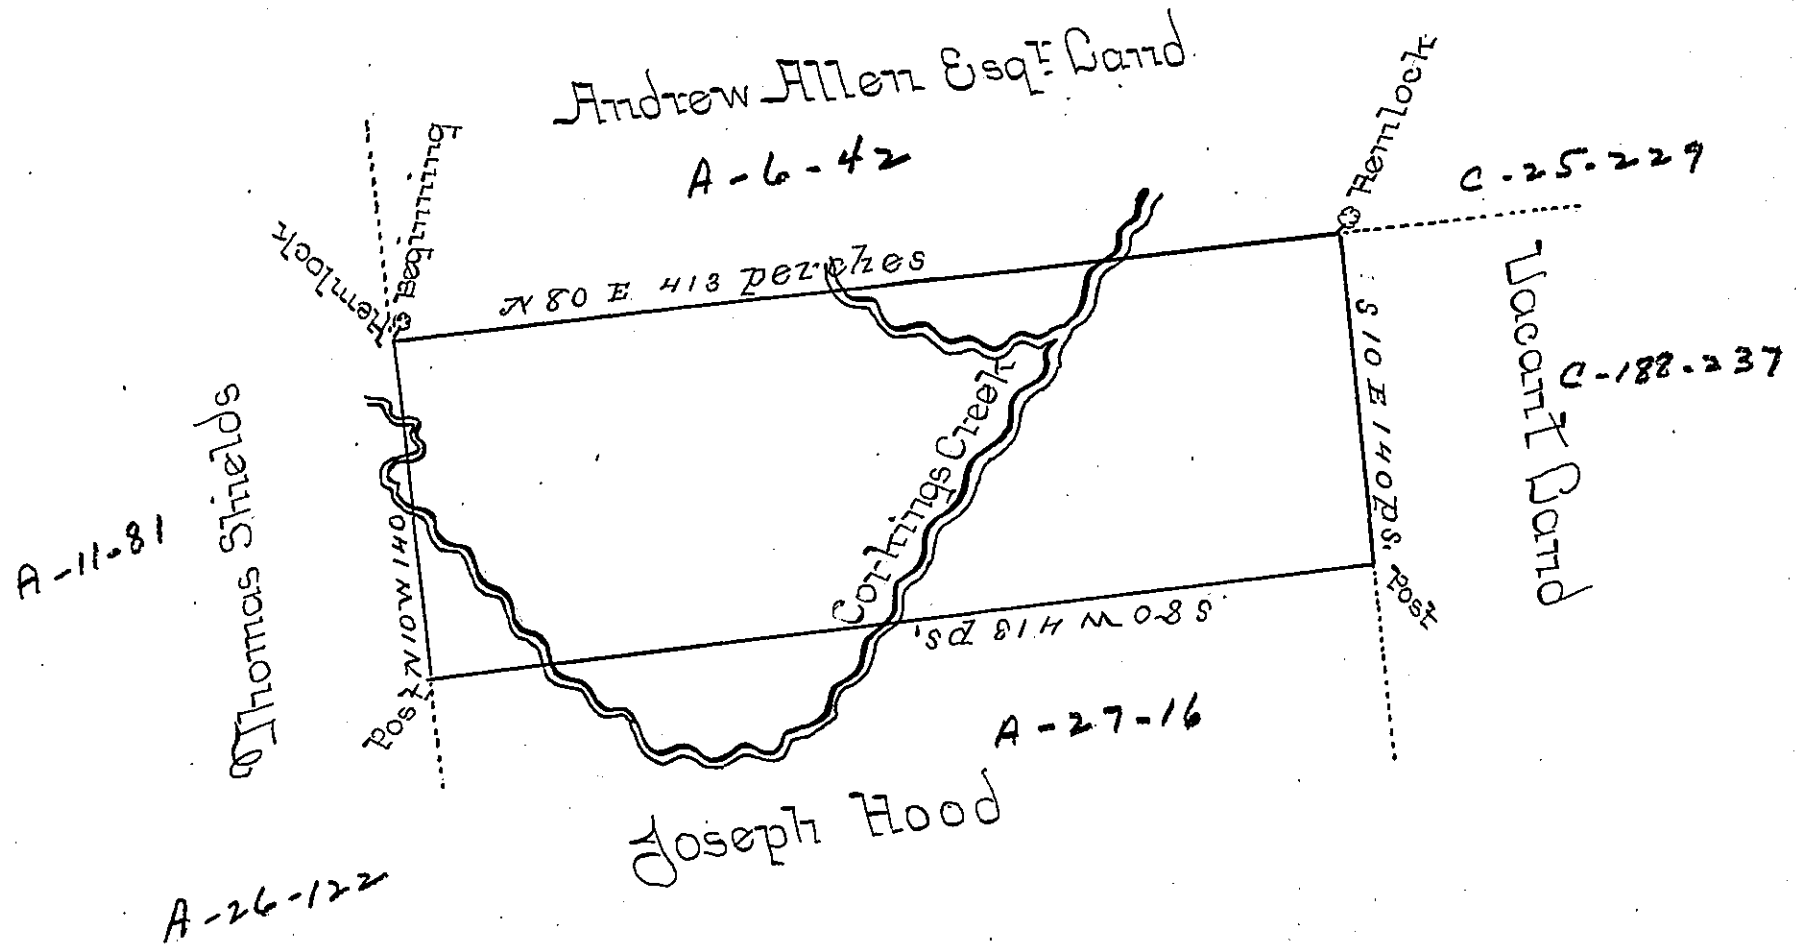 Andrew Allen Esqr. Land
A-6-42
Hemlock
C-25-229
Hemlock
Beginning
N 80 E 413 perches
Vacant Land
C-188-237
S 10 E 140 ps.
Corkings Creek
Thomas Shields
A-11-81
N 10 W 140
S 80 W 413 ps.
Post
Post
A-27-16
Joseph Hood
A-26-122